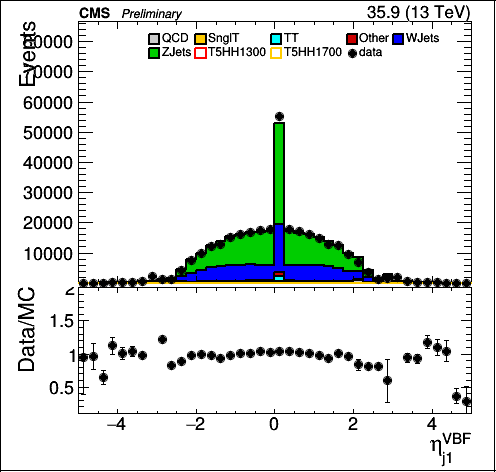 CMS Preliminary 35.9 (13 TeV)
Events
80000
70000
60000
50000
40000
30000
20000
10000
QCD SnglT TT Other WJets
ZJets T5HH1300 T5HH1700 data
Data/MC
2
1.5
1
0.5
−4 −2 0 2 4
η_{j1}^{VBF}